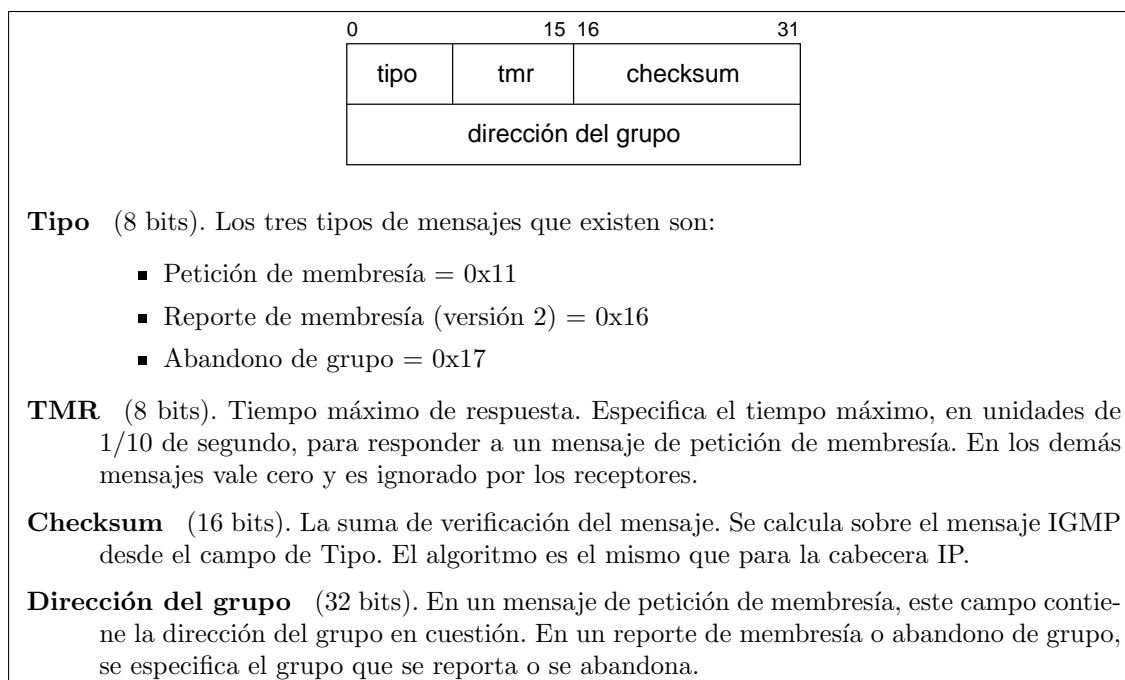 0 15 16 31
tipo tmr checksum
dirección del grupo
Tipo (8 bits). Los tres tipos de mensajes que existen son:
▪ Petición de membresía = 0x11
▪ Reporte de membresía (versión 2) = 0x16
▪ Abandono de grupo = 0x17
TMR (8 bits). Tiempo máximo de respuesta. Especifica el tiempo máximo, en unidades de
1/10 de segundo, para responder a un mensaje de petición de membresía. En los demás
mensajes vale cero y es ignorado por los receptores.
Checksum (16 bits). La suma de verificación del mensaje. Se calcula sobre el mensaje IGMP
desde el campo de Tipo. El algoritmo es el mismo que para la cabecera IP.
Dirección del grupo (32 bits). En un mensaje de petición de membresía, este campo contie-
ne la dirección del grupo en cuestión. En un reporte de membresía o abandono de grupo,
se especifica el grupo que se reporta o se abandona.